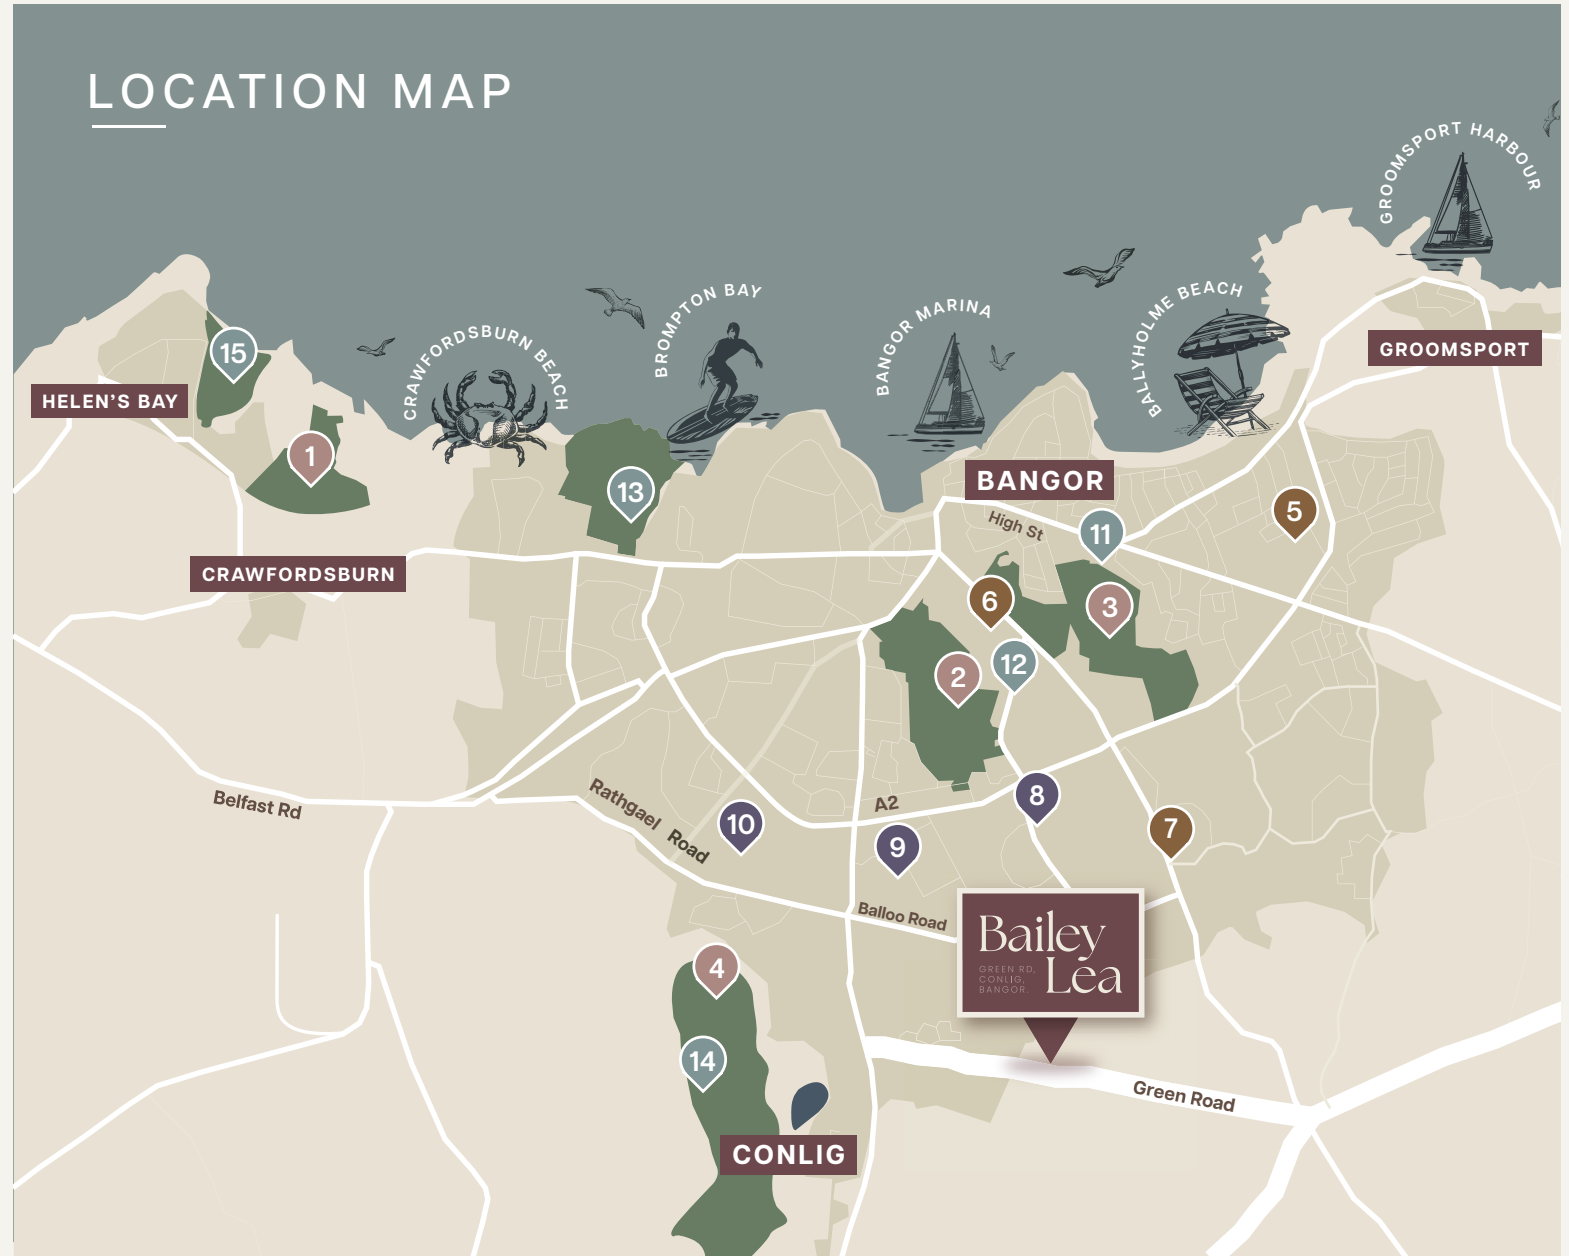 LOCATION MAP
GROOMSPORT HARBOUR
BROMPTON BAY
BALLYHOLME BEACH
BANGOR MARINA
CRAWFORDSBURN BEACH
GROOMSPORT
15
HELEN'S BAY
1
BANGOR
13
5
High St
11
CRAWFORDSBURN
6
3
12
2
8
Belfast Rd
A2
Rathgael Road
10
7
9
Balloo Road
Bailey
Lea
GREEN RD,
CONLIG,
BANGOR.
4
14
Green Road
CONLIG